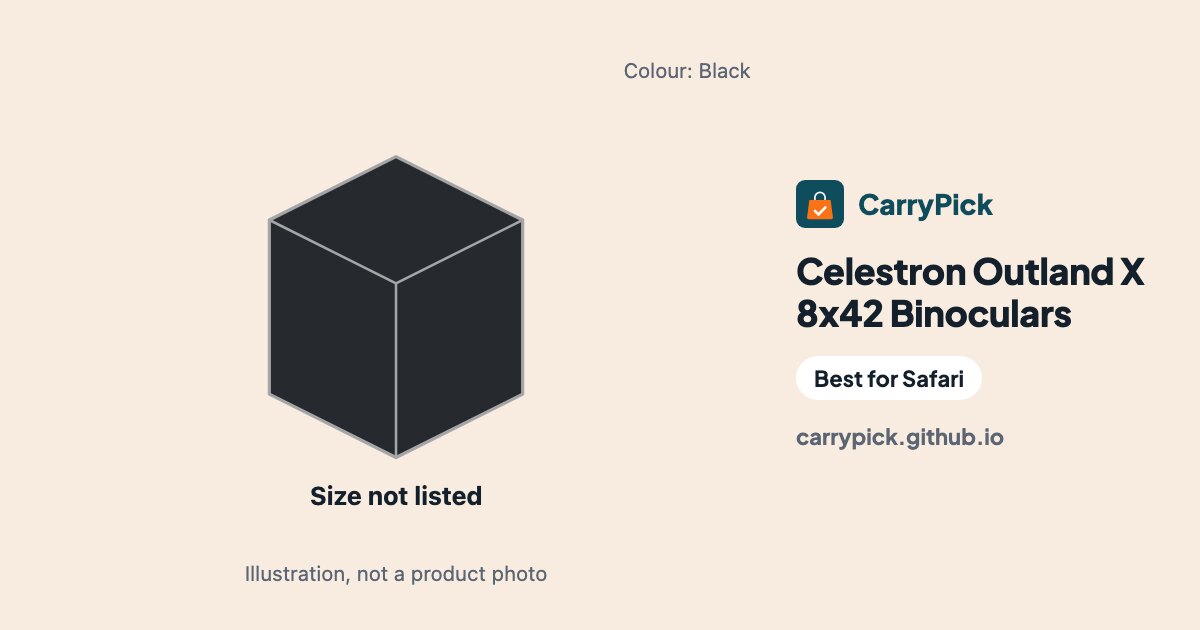 Colour: Black
CarryPick
Celestron Outland X
8x42 Binoculars
Best for Safari
carrypick.github.io
Size not listed
Illustration, not a product photo